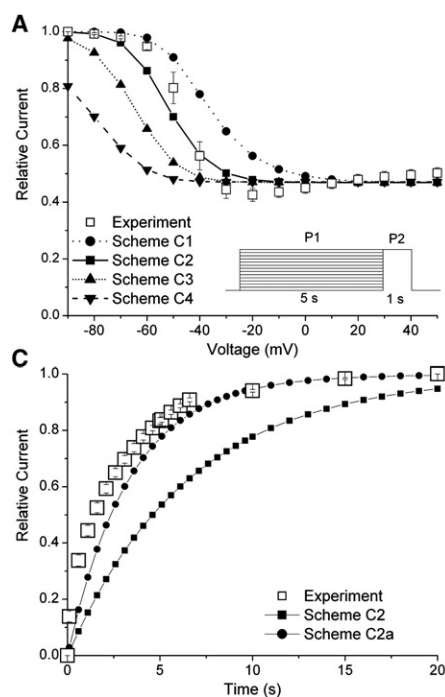 A
Relative Current
1.0
0.8
0.6
0.4
0.2
0.0
Experiment
Scheme C1
Scheme C2
Scheme C3
Scheme C4
P1
P2
5 s
1 s
-80
-60
-40
-20
0
20
40
Voltage (mV)
C
Relative Current
1.0
0.8
0.6
0.4
0.2
0.0
Experiment
Scheme C2
Scheme C2a
0
5
10
15
20
Time (s)